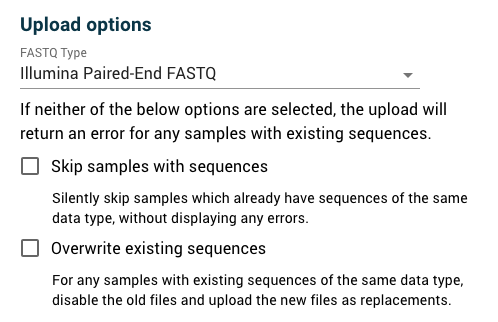 Upload options
FASTQ Type
Illumina Paired-End FASTQ
If neither of the below options are selected, the upload will
return an error for any samples with existing sequences.
Skip samples with sequences
Silently skip samples which already have sequences of the same
data type, without displaying any errors.
Overwrite existing sequences
For any samples with existing sequences of the same data type,
disable the old files and upload the new files as replacements.